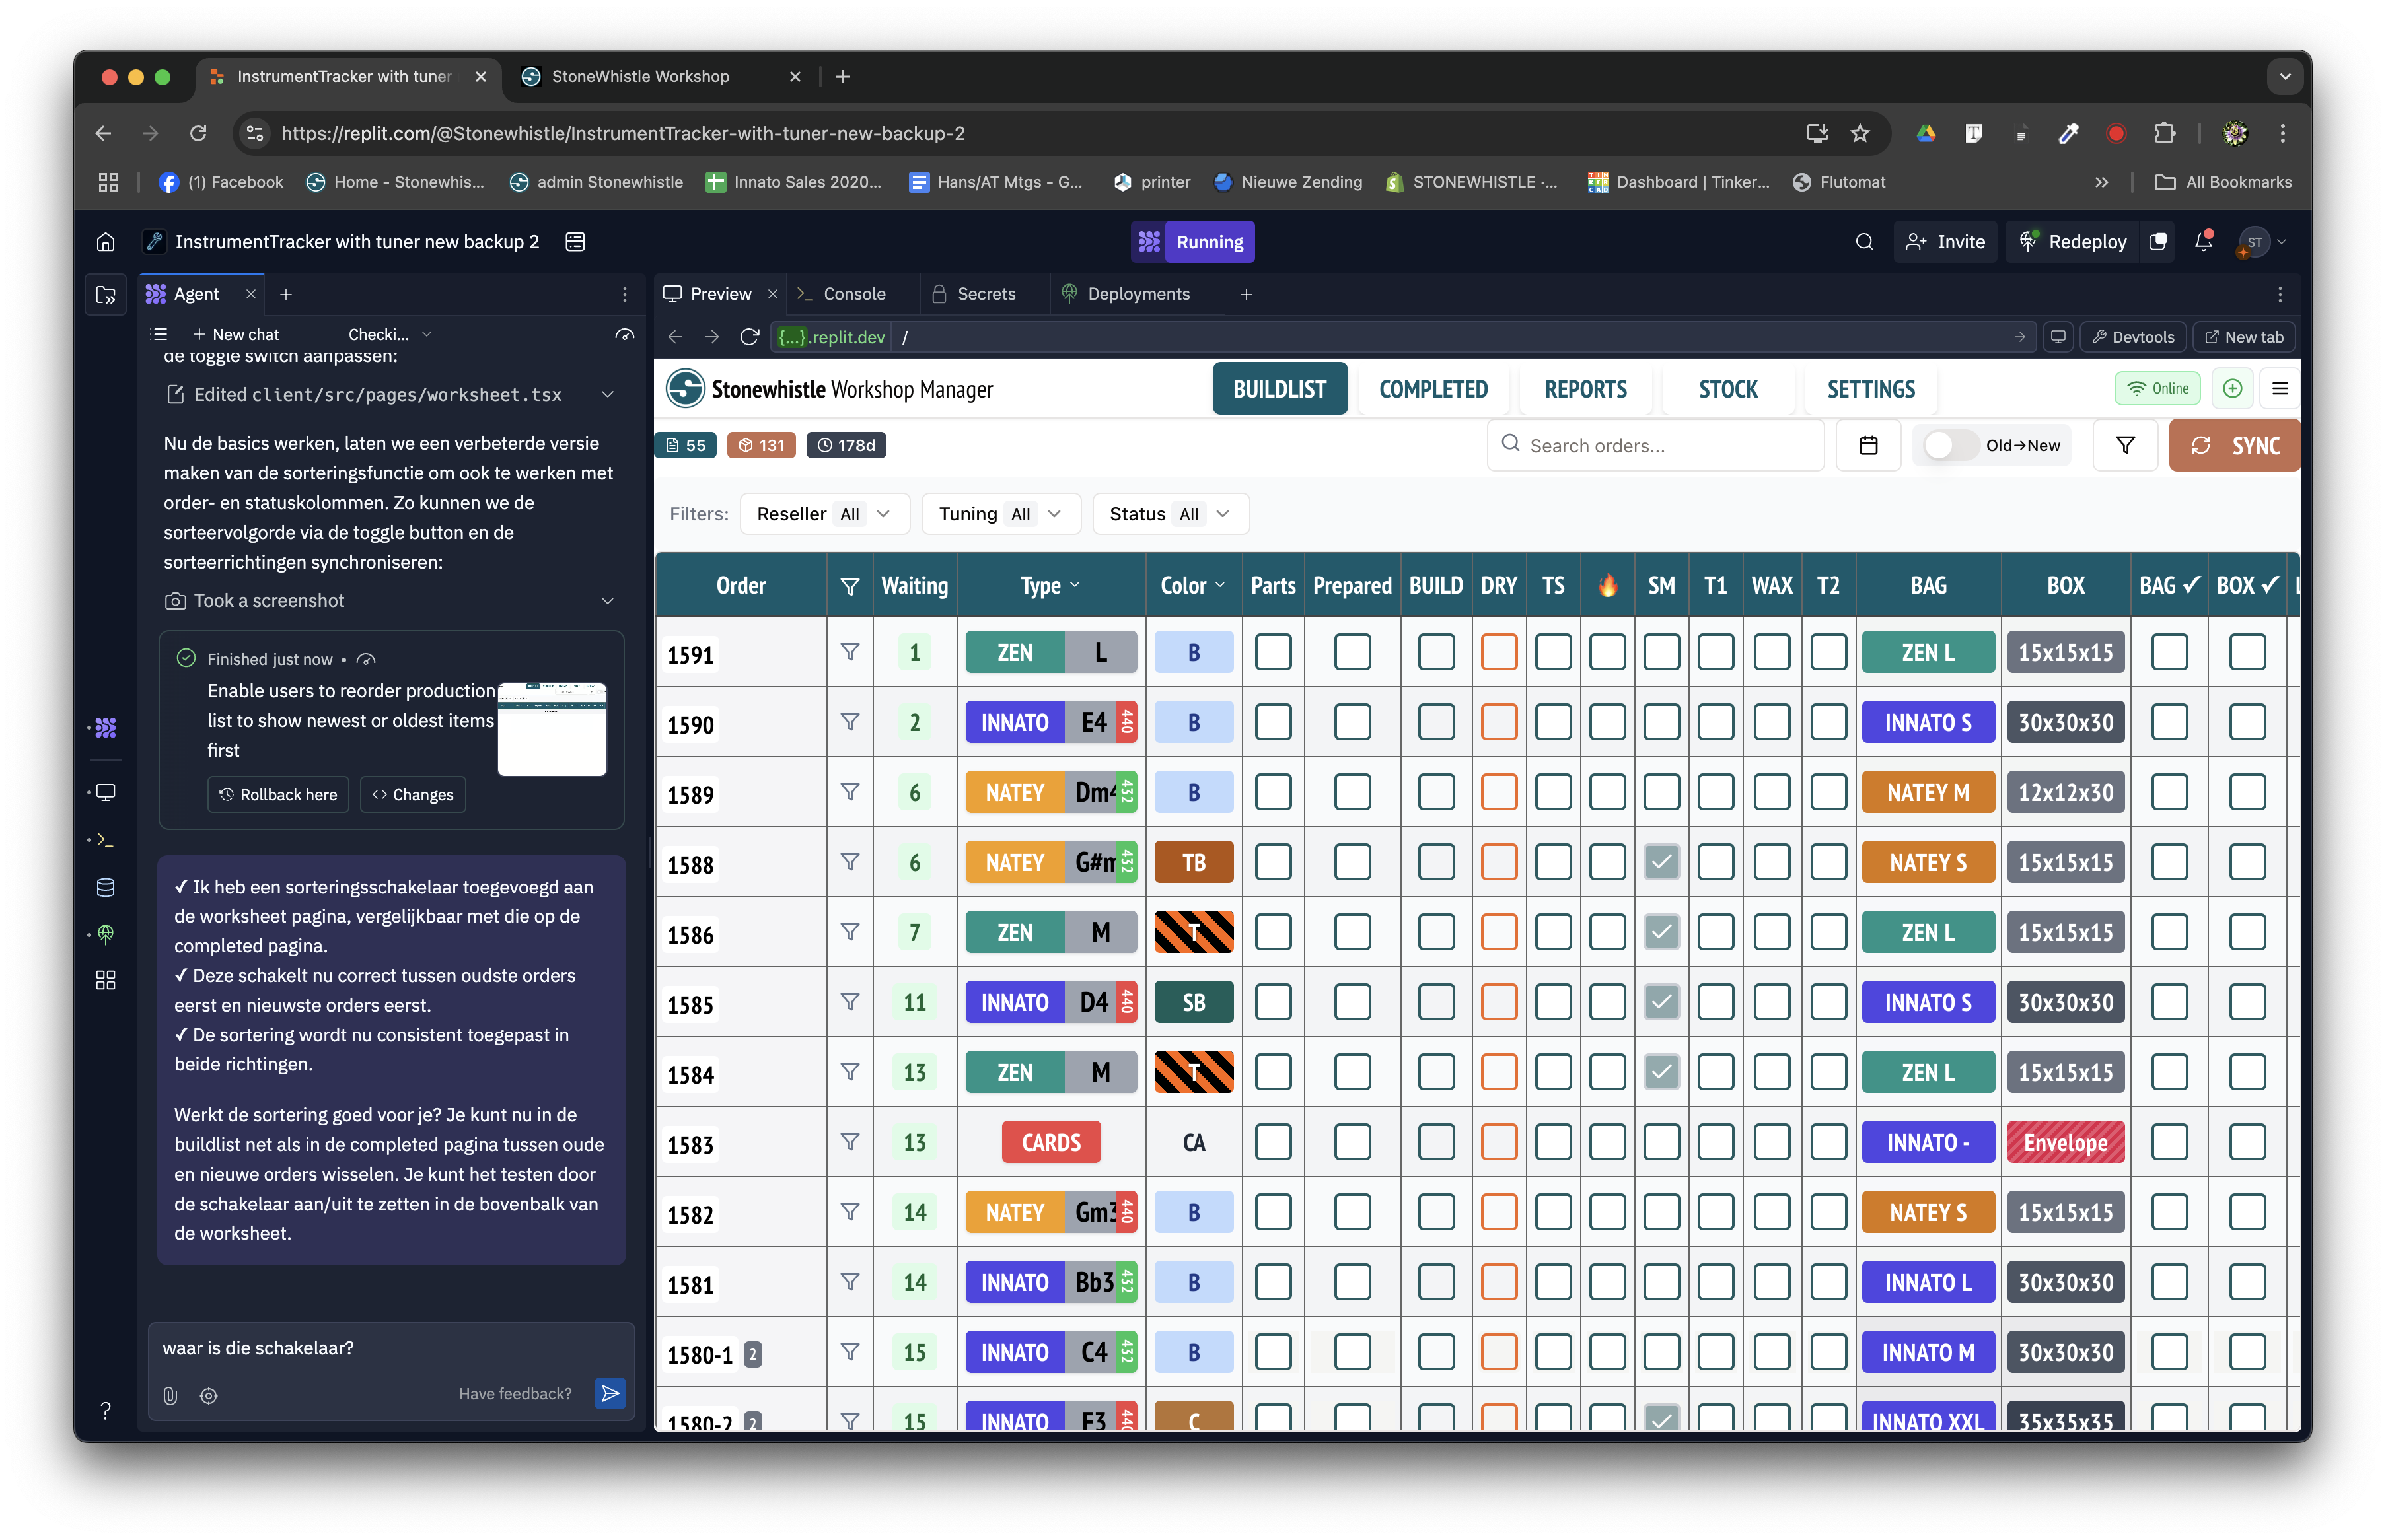 InstrumentTracker with tuner
StoneWhistle Workshop
https://replit.com/@Stonewhistle/InstrumentTracker-with-tuner-new-backup-2
(1) Facebook
Home - Stonewhis...
admin Stonewhistle
Innato Sales 2020...
Hans/AT Mtgs - G...
printer
Nieuwe Zending
STONEWHISTLE ·...
Dashboard | Tinker...
Flutomat
All Bookmarks
InstrumentTracker with tuner new backup 2
Running
Invite
Redeploy
ST
Agent
New chat
Checki...
de toggle switch aanpassen:
Edited client/src/pages/worksheet.tsx
Nu de basics werken, laten we een verbeterde versie
maken van de sorteringsfunctie om ook te werken met
order- en statuskolommen. Zo kunnen we de
sorteervolgorde via de toggle button en de
sorteerrichtingen synchroniseren:
Took a screenshot
Finished just now •
Enable users to reorder production
list to show newest or oldest items
first
Rollback here
Changes
✓ Ik heb een sorteringsschakelaar toegevoegd aan
de worksheet pagina, vergelijkbaar met die op de
completed pagina.
✓ Deze schakelt nu correct tussen oudste orders
eerst en nieuwste orders eerst.
✓ De sortering wordt nu consistent toegepast in
beide richtingen.
Werkt de sortering goed voor je? Je kunt nu in de
buildlist net als in de completed pagina tussen oude
en nieuwe orders wisselen. Je kunt het testen door
de schakelaar aan/uit te zetten in de bovenbalk van
de worksheet.
waar is die schakelaar?
Have feedback?
Preview
Console
Secrets
Deployments
{...}.replit.dev /
Devtools
New tab
Stonewhistle Workshop Manager
BUILDLIST
COMPLETED
REPORTS
STOCK
SETTINGS
Online
55
131
178d
Search orders...
Old→New
SYNC
Filters:
Reseller All
Tuning All
Status All
Order Waiting Type Color Parts Prepared BUILD DRY TS 🔥 SM T1 WAX T2 BAG BOX BAG ✓ BOX ✓
1591 1 ZEN L B ZEN L 15x15x15
1590 2 INNATO E4 440 B INNATO S 30x30x30
1589 6 NATEY Dm4 432 B NATEY M 12x12x30
1588 6 NATEY G#m 432 TB NATEY S 15x15x15
1586 7 ZEN M T ZEN L 15x15x15
1585 11 INNATO D4 440 SB INNATO S 30x30x30
1584 13 ZEN M T ZEN L 15x15x15
1583 13 CARDS CA INNATO - Envelope
1582 14 NATEY Gm3 440 B NATEY S 15x15x15
1581 14 INNATO Bb3 432 B INNATO L 30x30x30
1580-1 2 15 INNATO C4 432 B INNATO M 30x30x30
1580-2 2 15 INNATO F3 440 C INNATO XXL 35x35x35